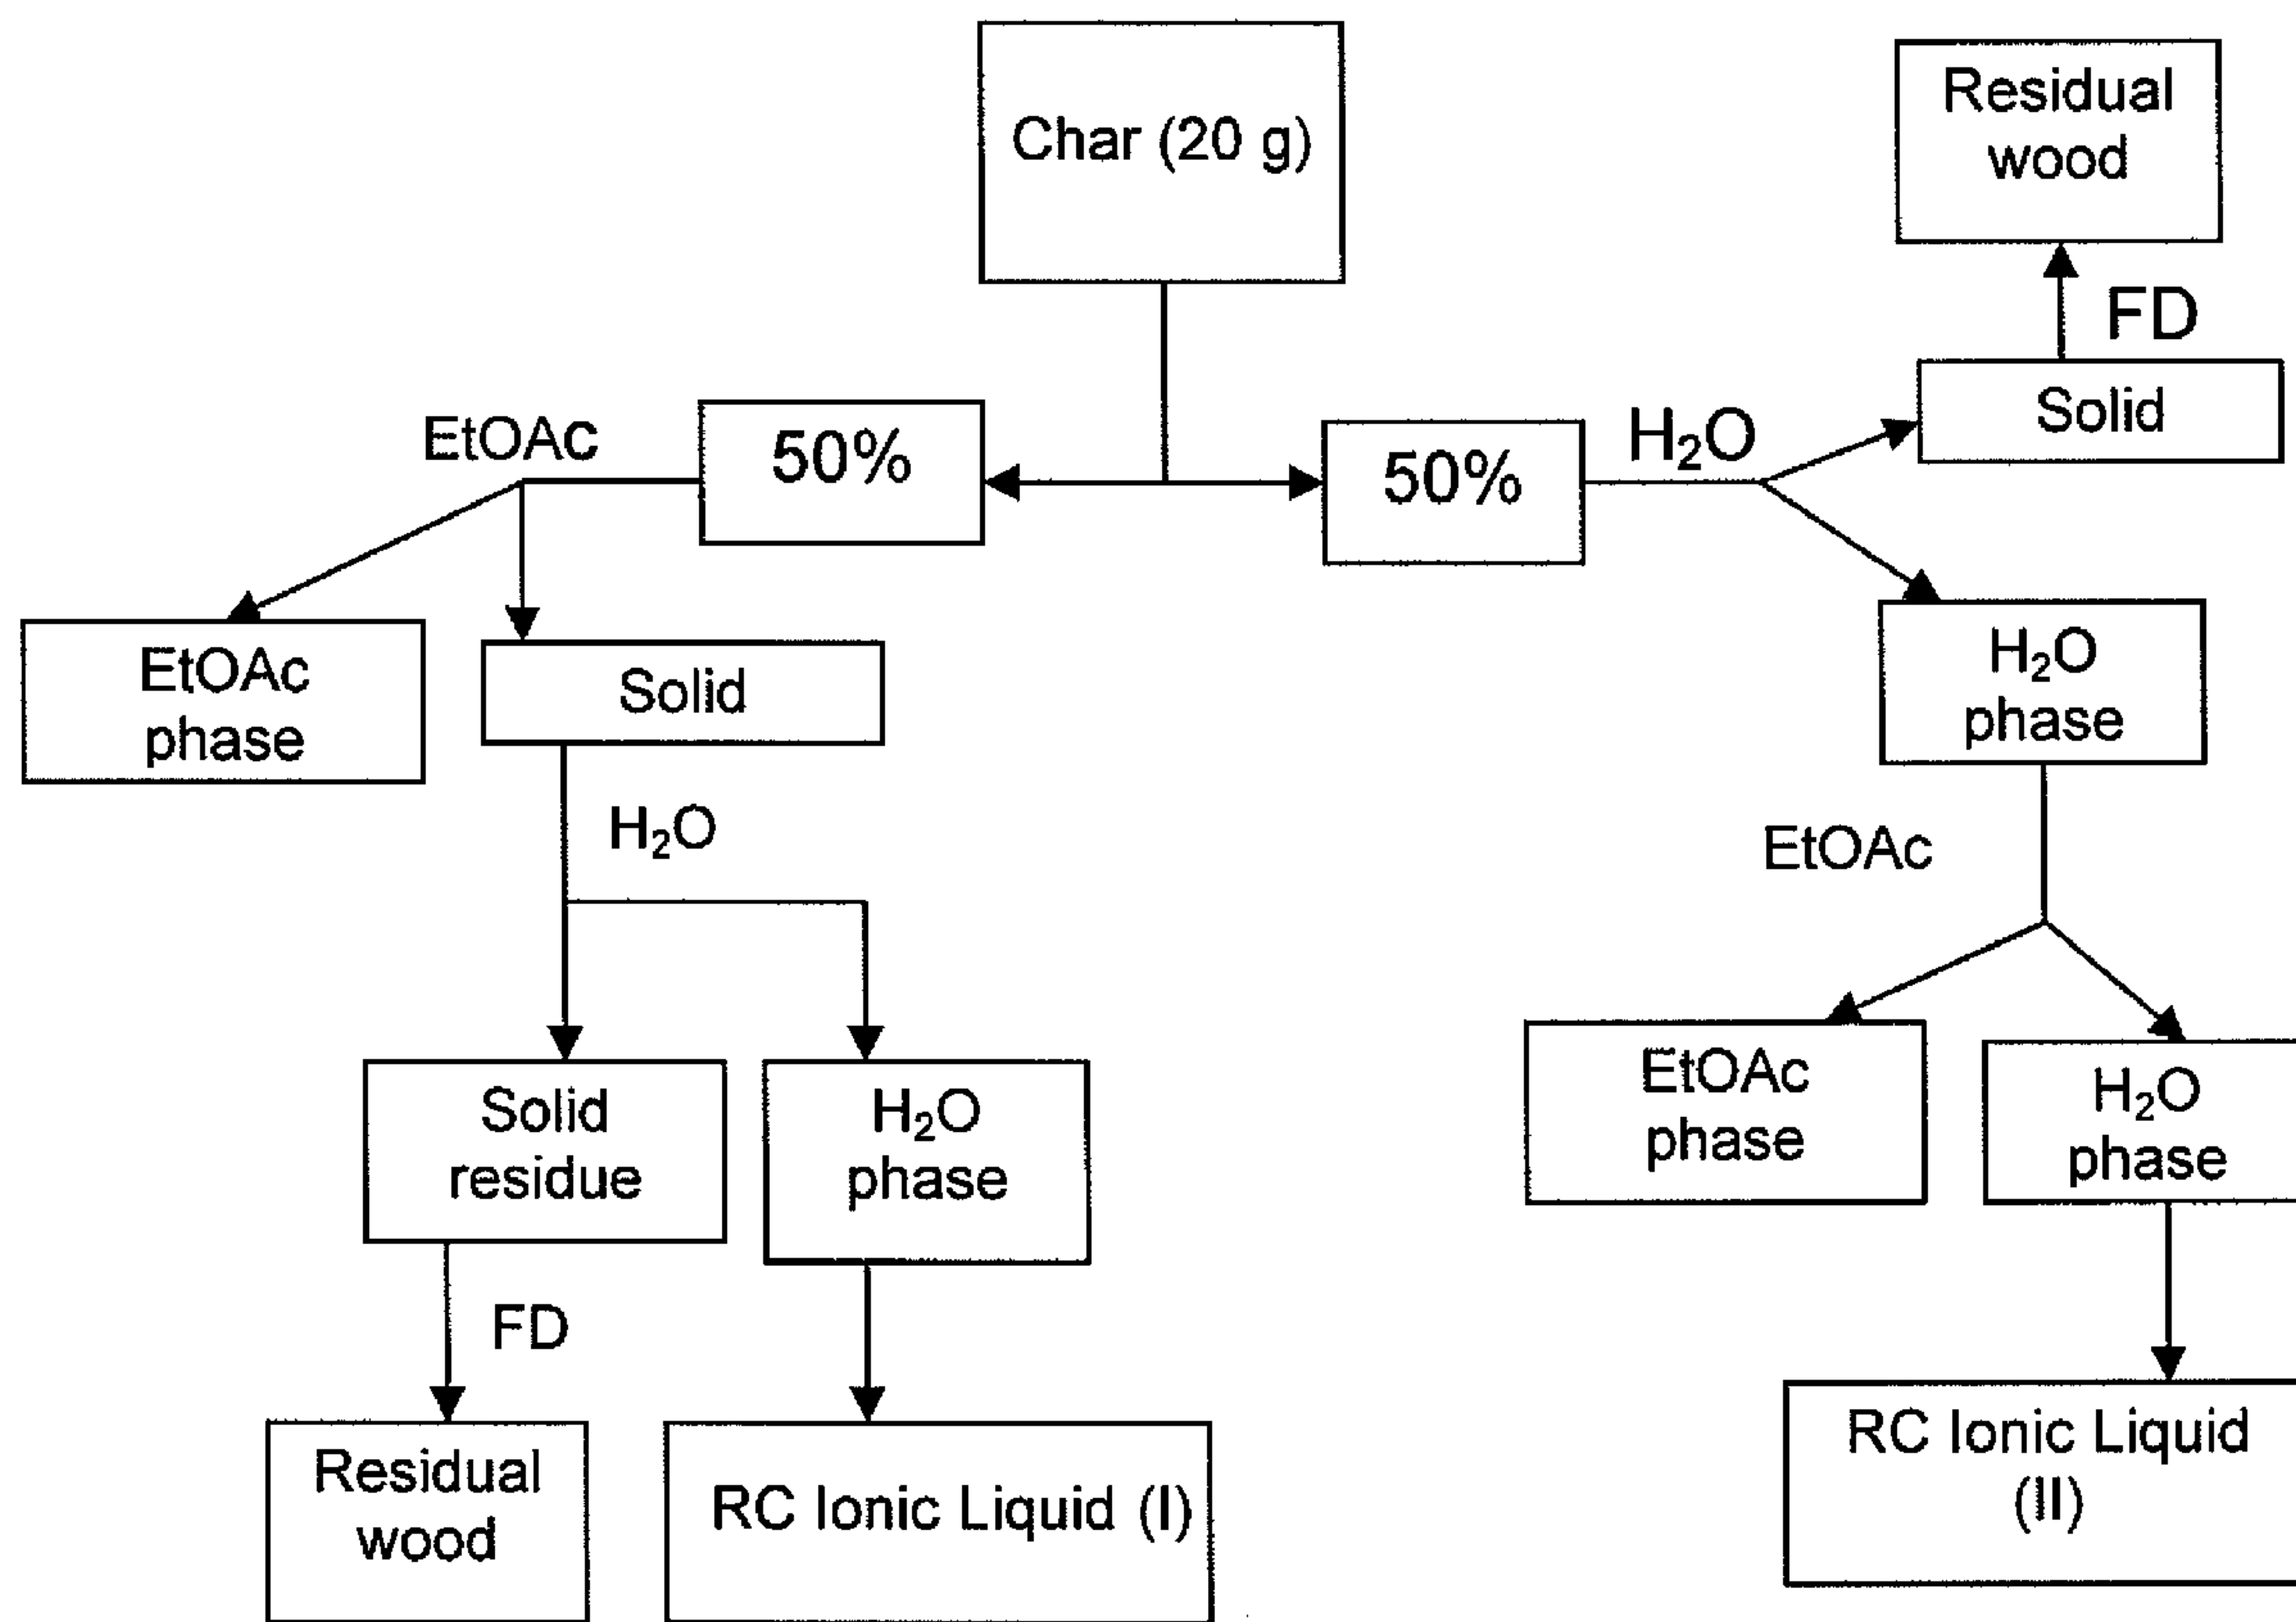 Char (20 g)
Residual
wood
FD
Solid
EtOAc
50%
50%
H₂O
EtOAc
phase
Solid
H₂O
phase
H₂O
EtOAc
Solid
residue
H₂O
phase
EtOAc
phase
H₂O
phase
FD
Residual
wood
RC Ionic Liquid (I)
RC Ionic Liquid
(II)